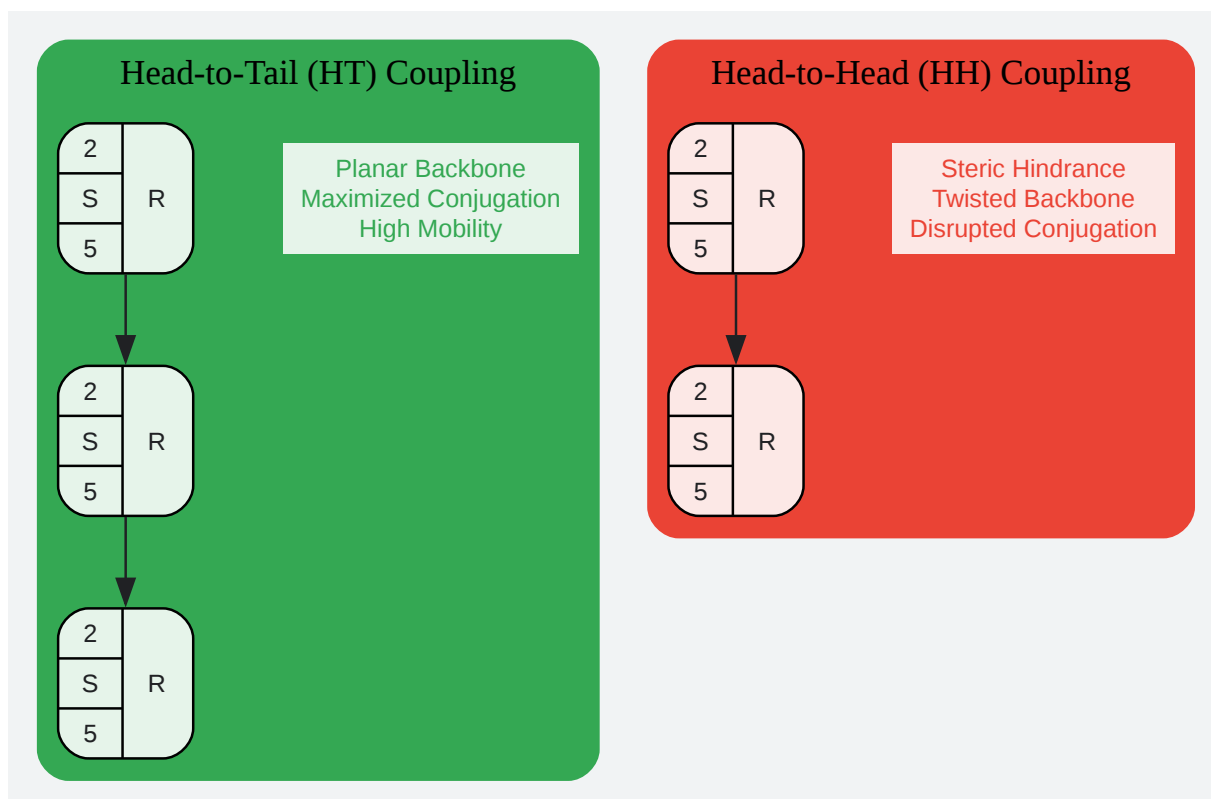 Head-to-Tail (HT) Coupling
2
S
5
R
Planar Backbone
Maximized Conjugation
High Mobility
2
S
5
R
2
S
5
R
Head-to-Head (HH) Coupling
2
S
5
R
Steric Hindrance
Twisted Backbone
Disrupted Conjugation
2
S
5
R